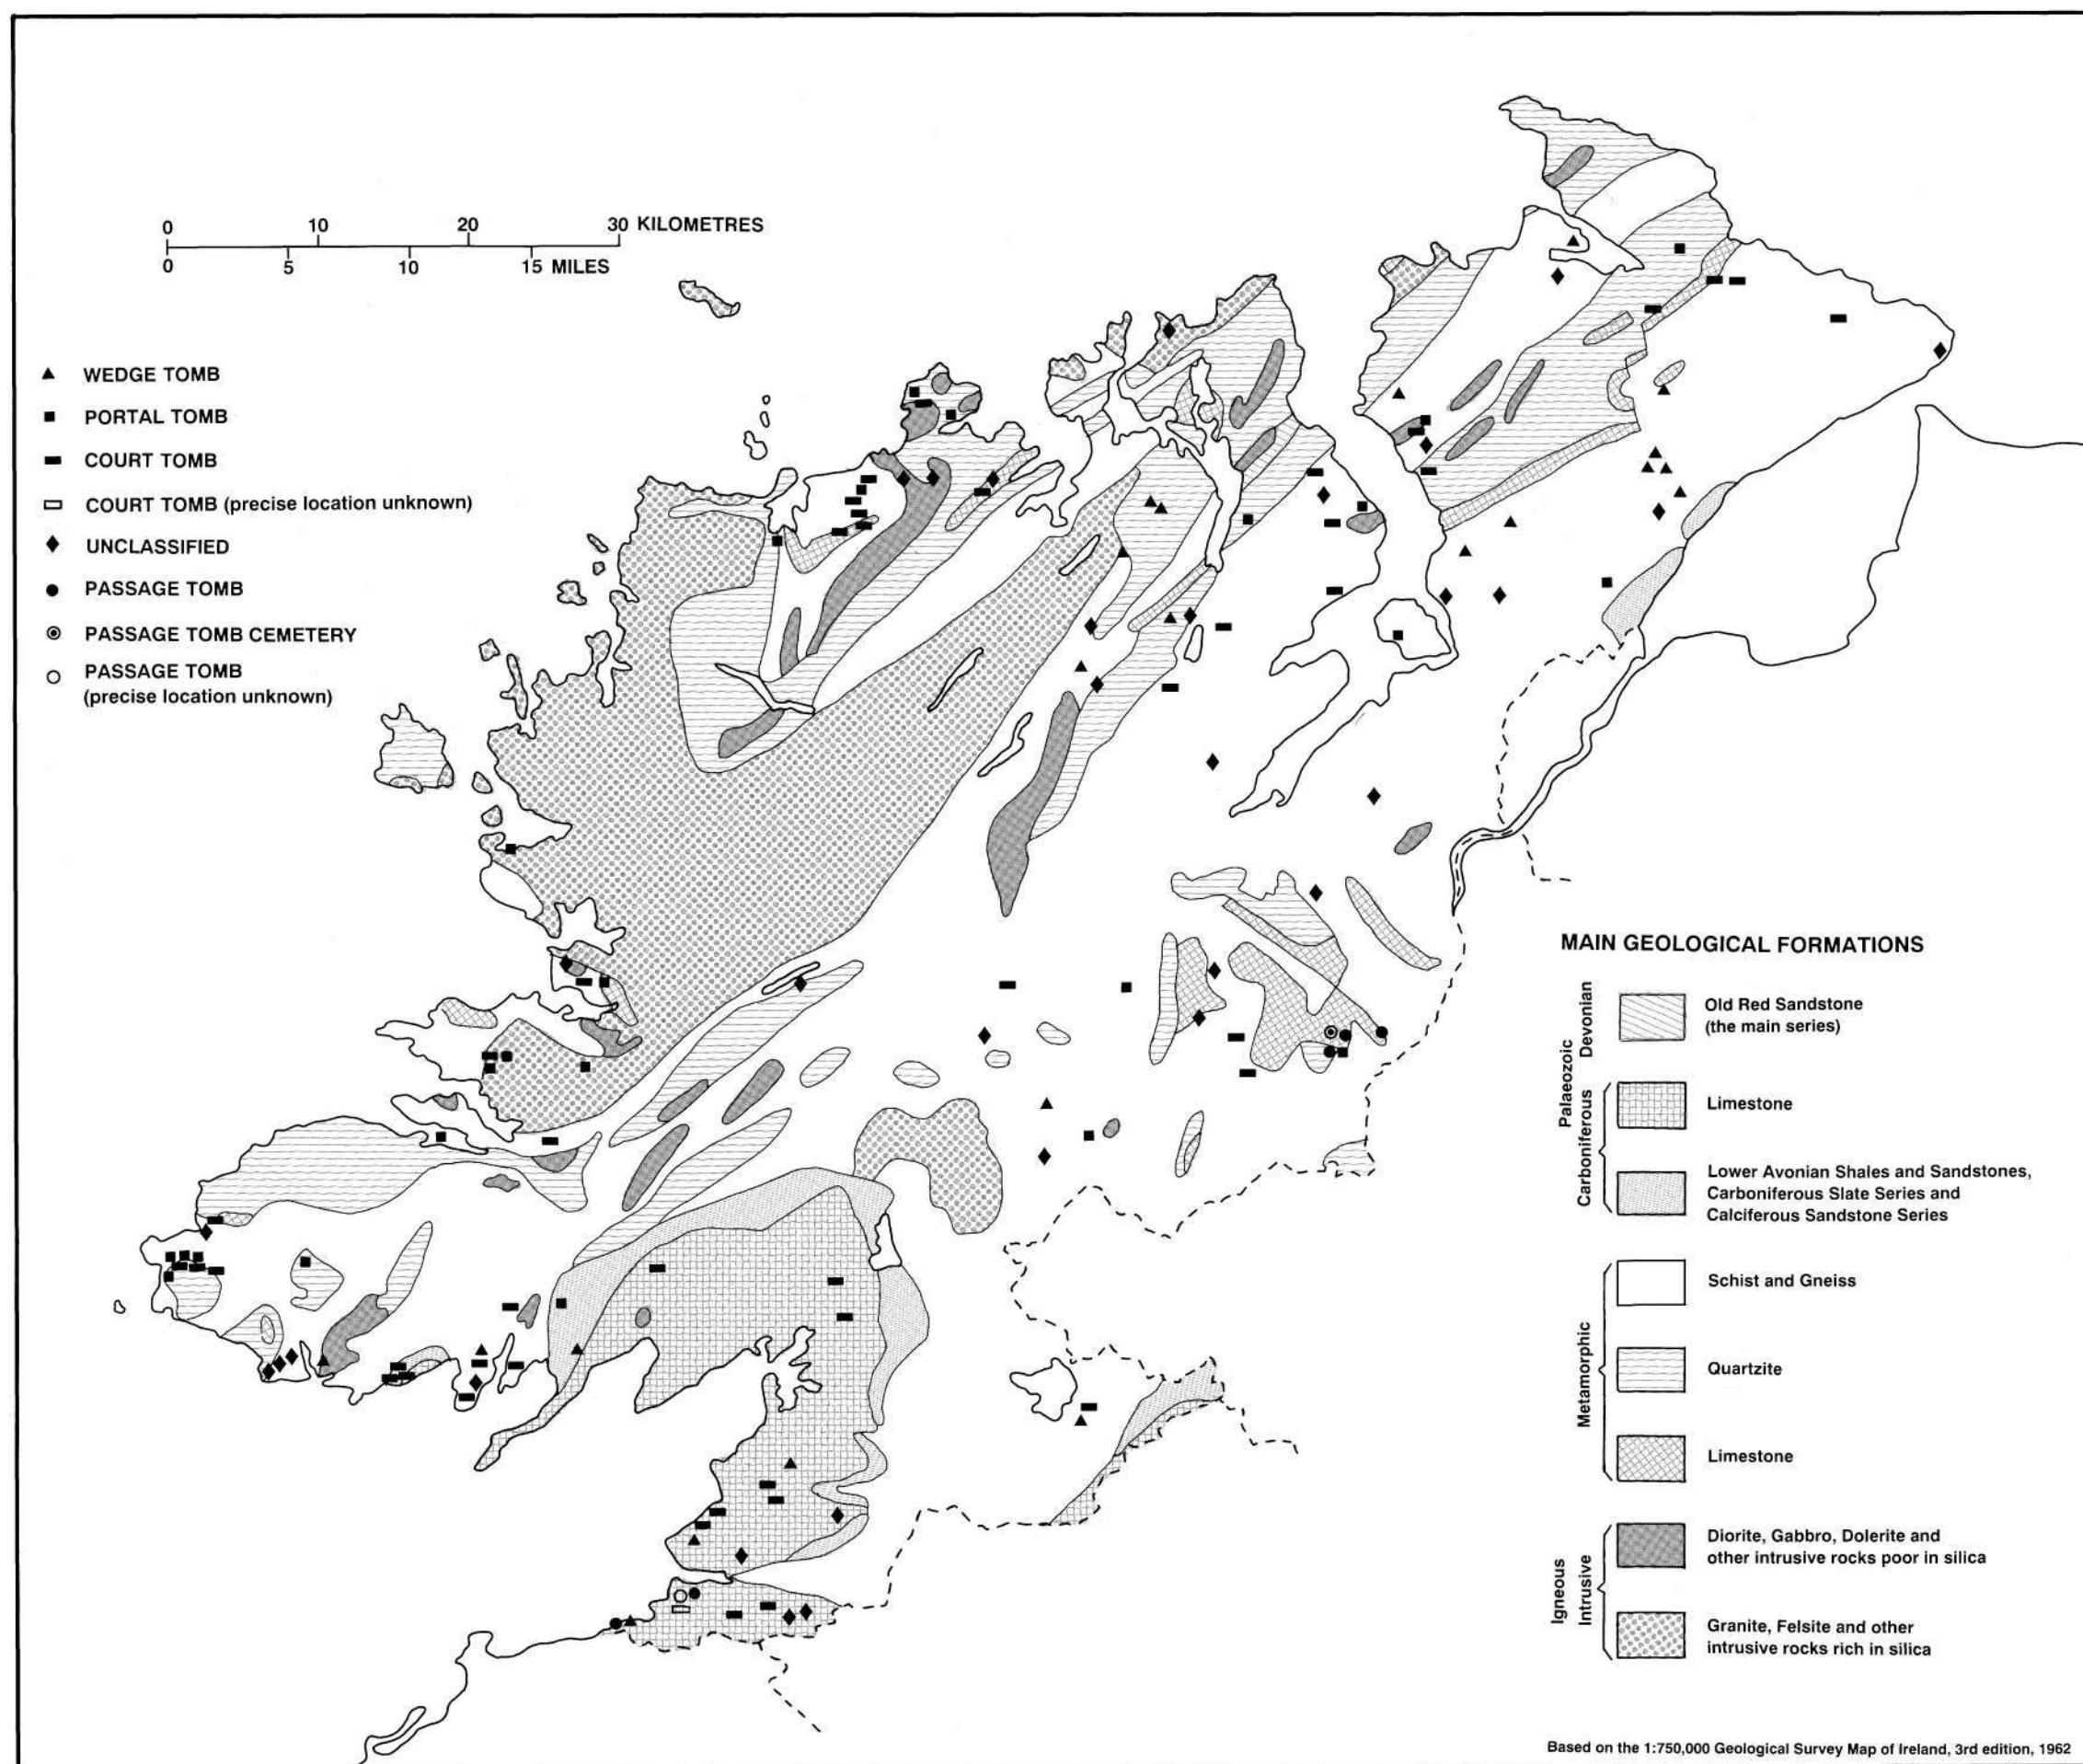 0 10 20 30 KILOMETRES
0 5 10 15 MILES
WEDGE TOMB
PORTAL TOMB
COURT TOMB
COURT TOMB (precise location unknown)
UNCLASSIFIED
PASSAGE TOMB
PASSAGE TOMB CEMETERY
PASSAGE TOMB
(precise location unknown)
MAIN GEOLOGICAL FORMATIONS
Palaeozoic
Devonian
Old Red Sandstone
(the main series)
Carboniferous
Limestone
Lower Avonian Shales and Sandstones,
Carboniferous Slate Series and
Calciferous Sandstone Series
Metamorphic
Schist and Gneiss
Quartzite
Limestone
Igneous
Intrusive
Diorite, Gabbro, Dolerite and
other intrusive rocks poor in silica
Granite, Felsite and other
intrusive rocks rich in silica
Based on the 1:750,000 Geological Survey Map of Ireland, 3rd edition, 1962